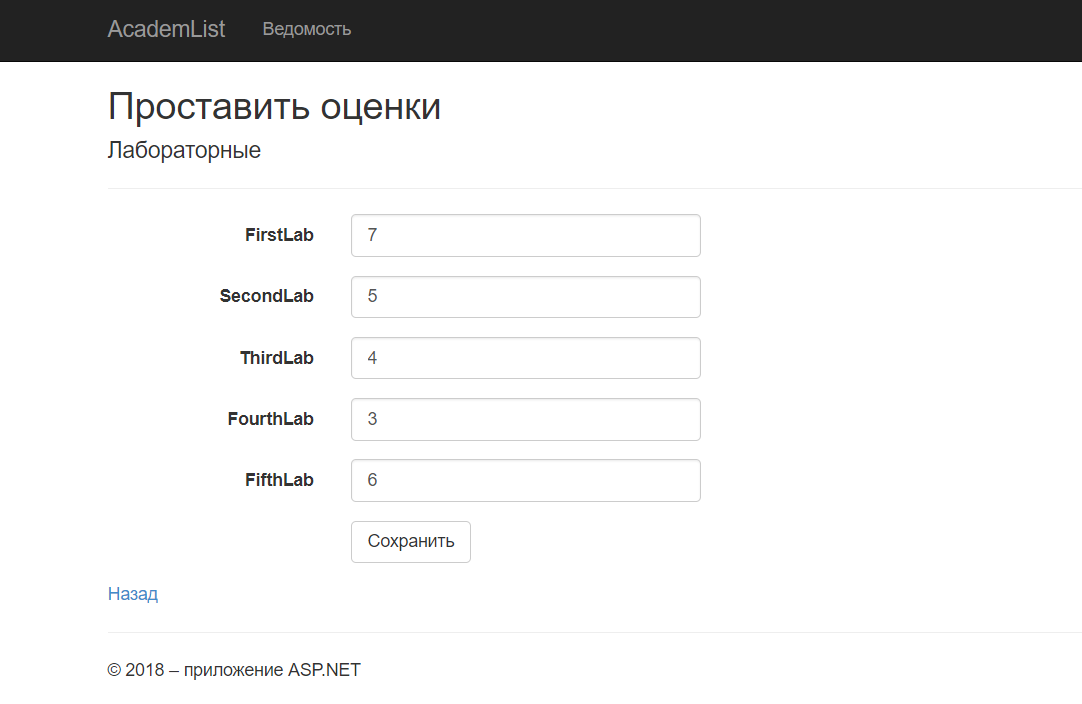 AcademList Ведомость
Проставить оценки
Лабораторные
FirstLab 7
SecondLab 5
ThirdLab 4
FourthLab 3
FifthLab 6
Сохранить
Назад
© 2018 – приложение ASP.NET